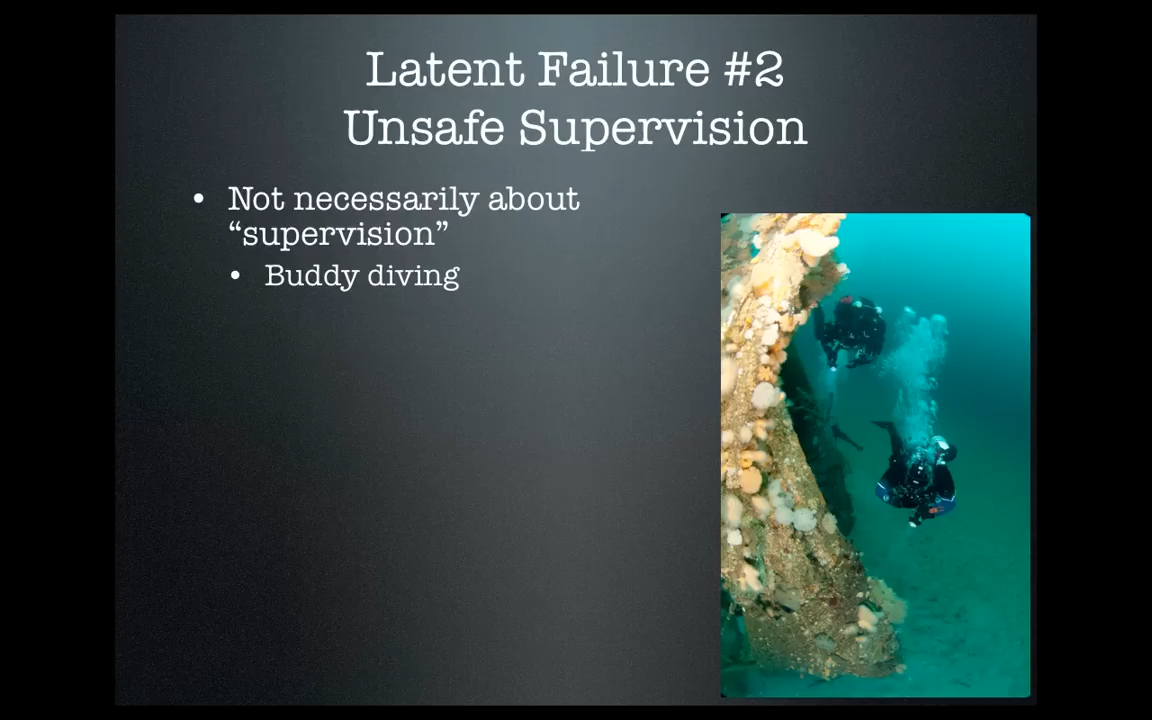 Latent Failure #2
Unsafe Supervision
• Not necessarily about
“supervision”
• Buddy diving